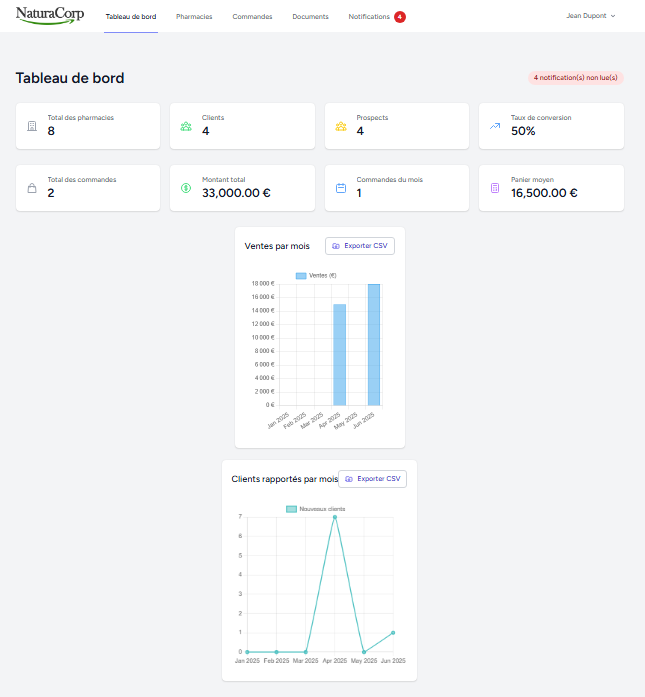 NaturaCorp
Tableau de bord
Pharmacies
Commandes
Documents
Notifications 4
Jean Dupont
Tableau de bord
4 notification(s) non lue(s)
Total des pharmacies
8
Clients
4
Prospects
4
Taux de conversion
50%
Total des commandes
2
Montant total
33,000.00 €
Commandes du mois
1
Panier moyen
16,500.00 €
Ventes par mois
Exporter CSV
Ventes (€)
18 000 €
16 000 €
14 000 €
12 000 €
10 000 €
8 000 €
6 000 €
4 000 €
2 000 €
0 €
Jan 2025
Feb 2025
Mar 2025
Apr 2025
May 2025
Jun 2025
Clients rapportés par mois
Exporter CSV
Nouveaux clients
7
6
5
4
3
2
1
0
Jan 2025
Feb 2025
Mar 2025
Apr 2025
May 2025
Jun 2025